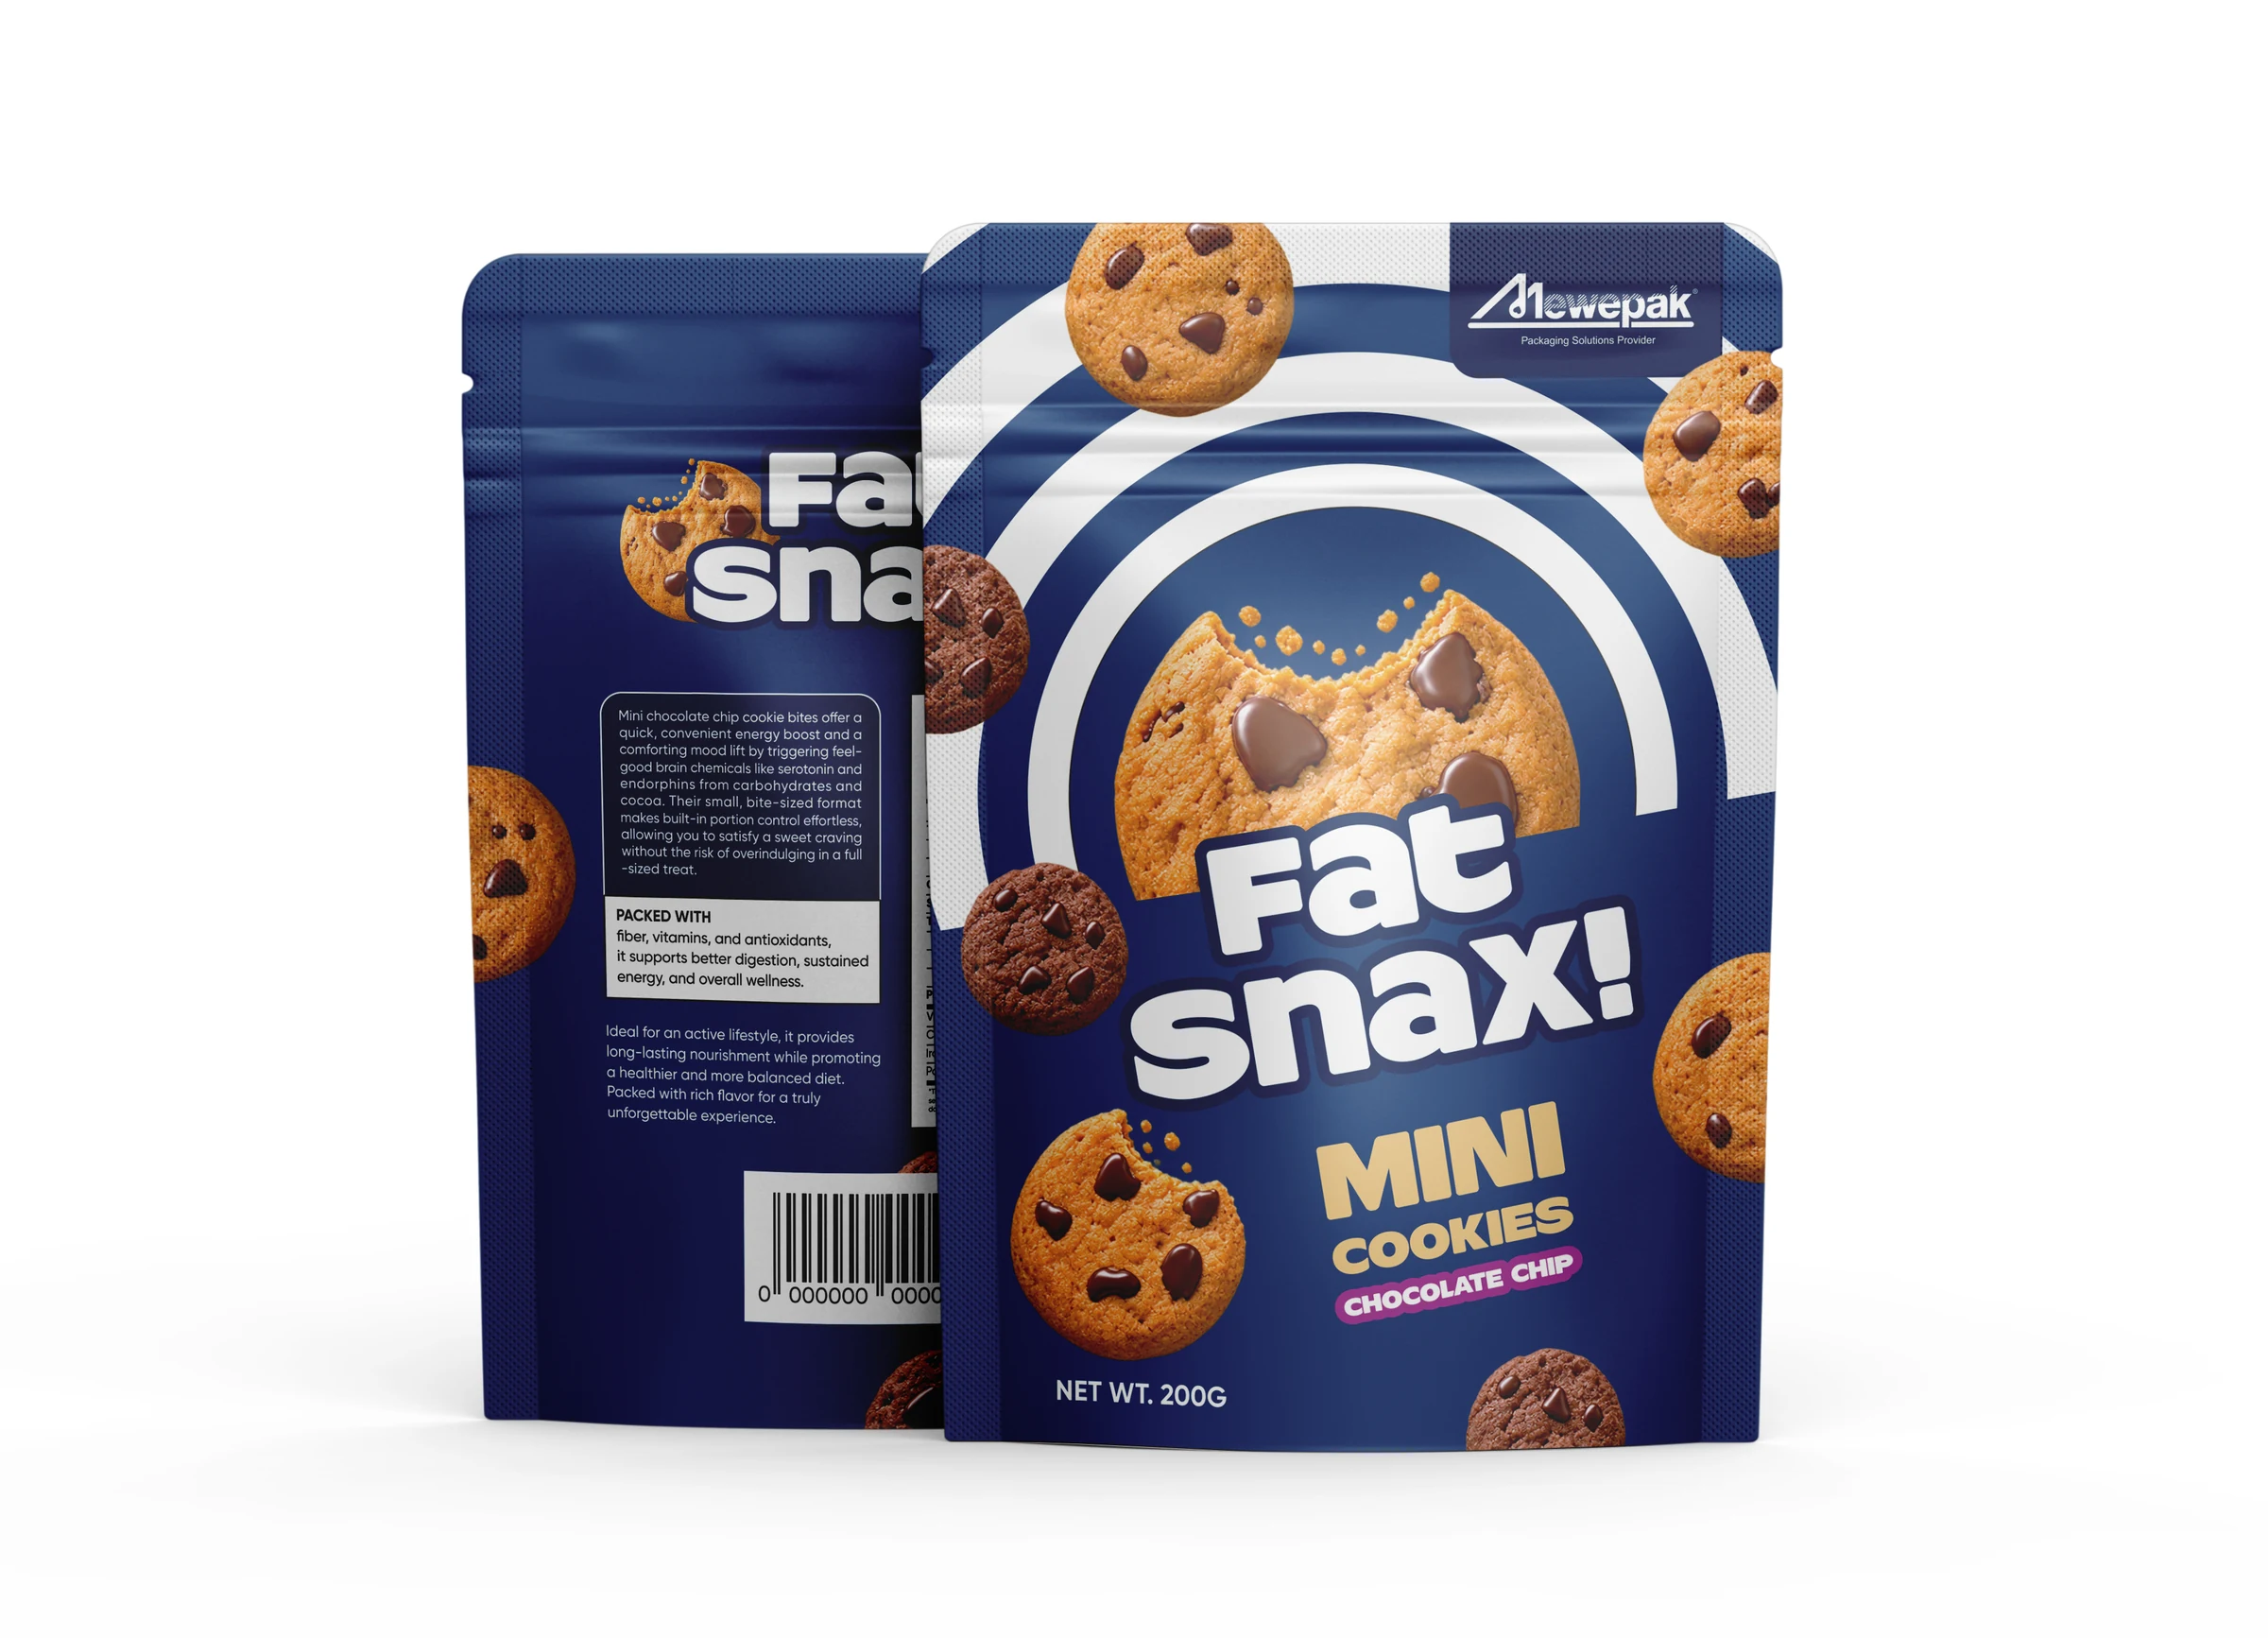 Fa
sna
Mini chocolate chip cookie bites offer a
quick, convenient energy boost and a
comforting mood lift by triggering feel-
good brain chemicals like serotonin and
endorphins from carbohydrates and
cocoa. Their small, bite-sized format
makes built-in portion control effortless,
allowing you to satisfy a sweet craving
without the risk of overindulging in a full
-sized treat.
PACKED WITH
fiber, vitamins, and antioxidants,
it supports better digestion, sustained
energy, and overall wellness.
Ideal for an active lifestyle, it provides
long-lasting nourishment while promoting
a healthier and more balanced diet.
Packed with rich flavor for a truly
unforgettable experience.
0 000000 0000
Mewepak®
Packaging Solutions Provider
Fat
snax!
MINI
COOKIES
CHOCOLATE CHIP
NET WT. 200G